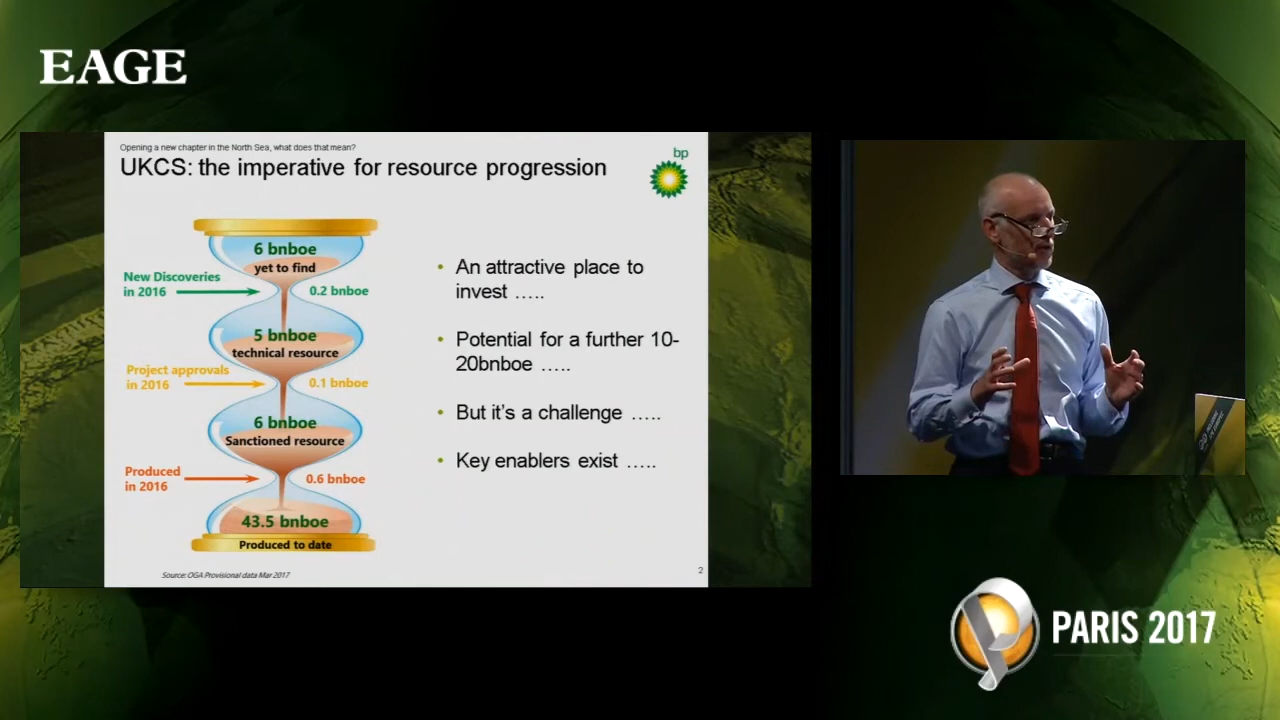 EAGE
Opening a new chapter in the North Sea, what does that mean?
UKCS: the imperative for resource progression
bp
6 bnboe
yet to find
New Discoveries
in 2016
0.2 bnboe
5 bnboe
technical resource
Project approvals
in 2016
0.1 bnboe
6 bnboe
Sanctioned resource
Produced
in 2016
0.6 bnboe
43.5 bnboe
Produced to date
Source: OGA Provisional data Mar 2017
• An attractive place to
invest …..
• Potential for a further 10-
20bnboe …..
• But it's a challenge …..
• Key enablers exist …..
2
PARIS 2017